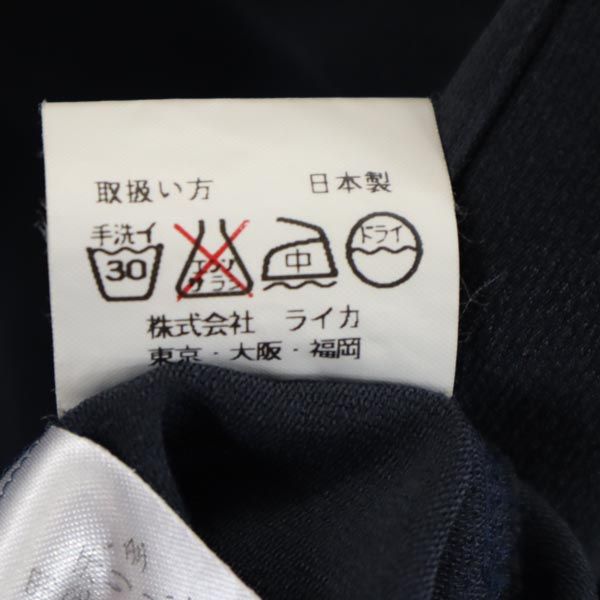 取扱い方 日本製
手洗イ 30 エンソ サラシ 中 ドライ
株式会社 ライカ
東京・大阪・福岡